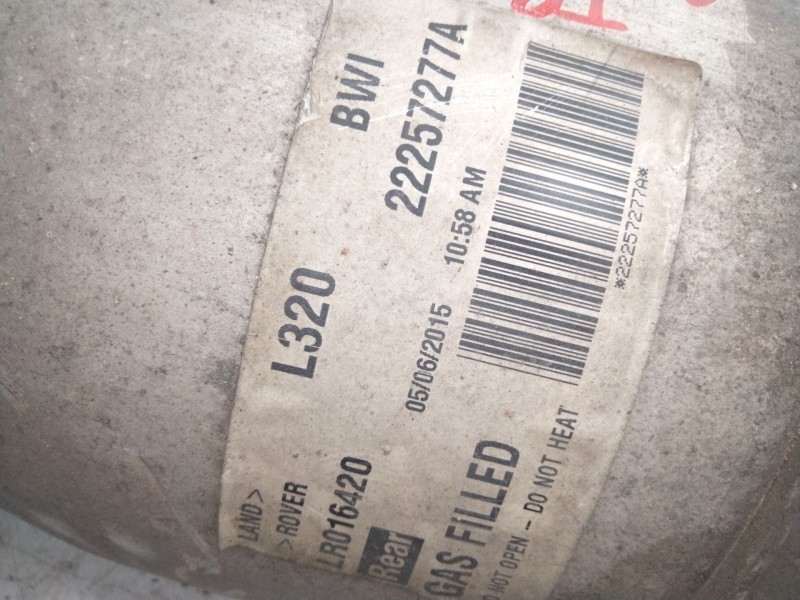 LAND> L320 BWI
>ROVER
LR016420 22257277A
Rear 05/06/2015 10:58 AM
GAS FILLED
NOT OPEN - DO NOT HEAT
*22257277A*